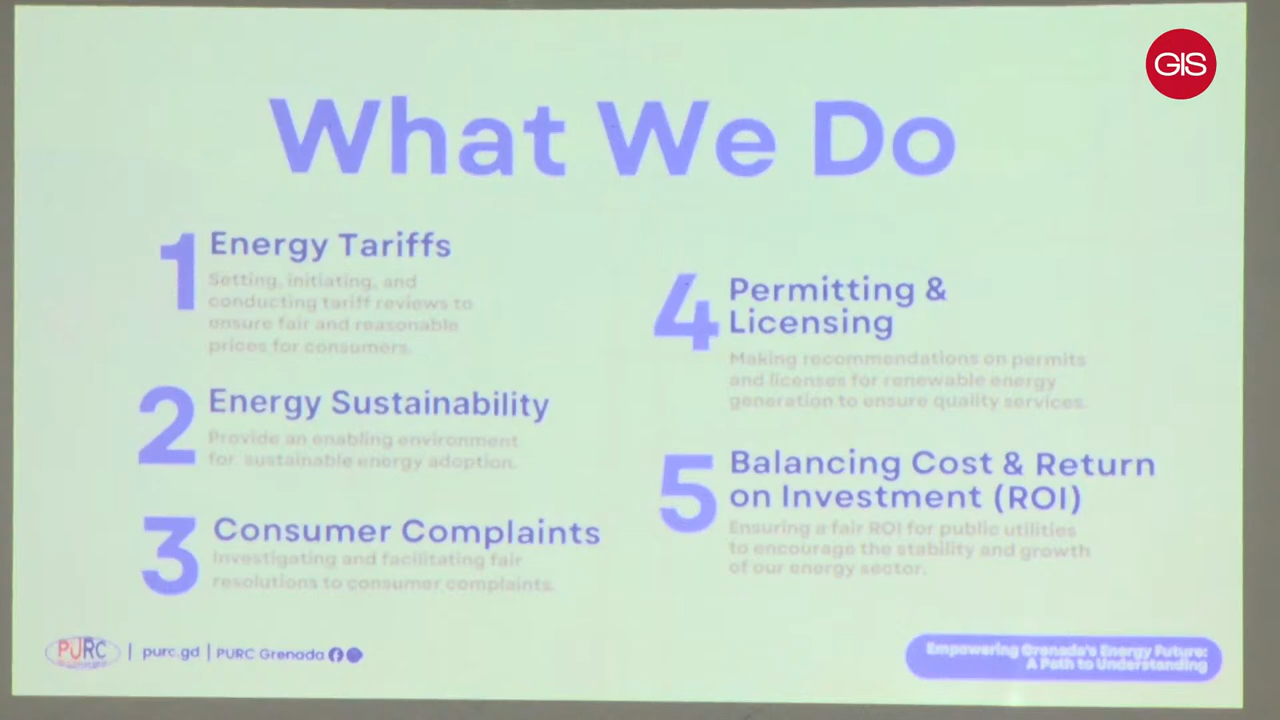 GIS
What We Do
1
Energy Tariffs
Setting, initiating, and
conducting tariff reviews to
ensure fair and reasonable
prices for consumers.
2
Energy Sustainability
Provide an enabling environment
for sustainable energy adoption.
3
Consumer Complaints
Investigating and facilitating fair
resolutions to consumer complaints.
4
Permitting &
Licensing
Making recommendations on permits
and licenses for renewable energy
generation to ensure quality services.
5
Balancing Cost & Return
on Investment (ROI)
Ensuring a fair ROI for public utilities
to encourage the stability and growth
of our energy sector.
PURC | purc.gd | PURC Grenada
Empowering Grenada's Energy Future:
A Path to Understanding